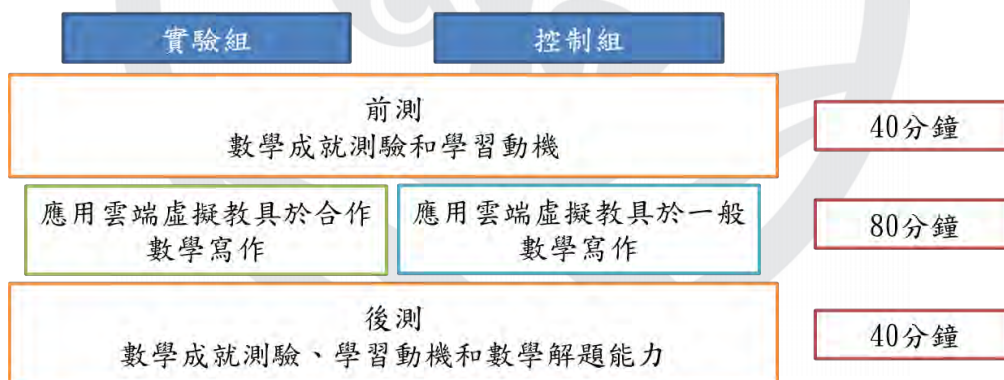 實驗組
控制組
前測
數學成就測驗和學習動機
40分鐘
應用雲端虛擬教具於合作
數學寫作
應用雲端虛擬教具於一般
數學寫作
80分鐘
後測
數學成就測驗、學習動機和數學解題能力
40分鐘